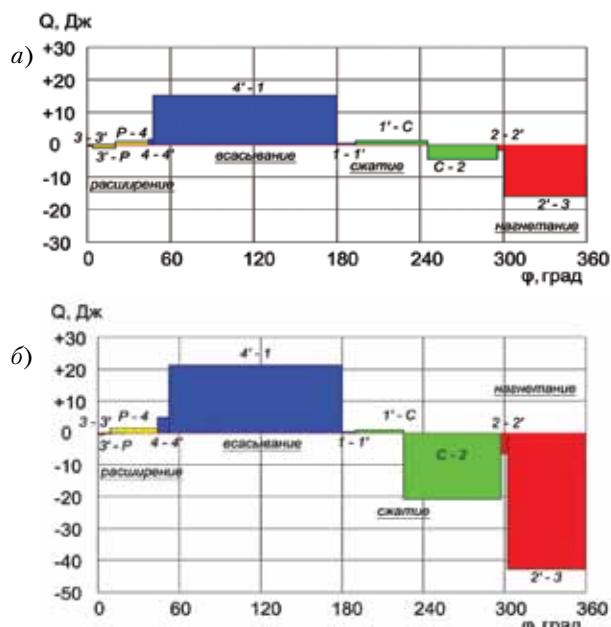 а)
Q, Дж
+30
+20
+10
0
-10
-20
-30
3 - 3'
3' - P
P - 4
4 - 4'
4' - 1
1 - 1'
1' - C
C - 2
2 - 2'
2' - 3
расширение
всасывание
сжатие
нагнетание
0 60 120 180 240 300 360
φ, град
б)
Q, Дж
+30
+20
+10
0
-10
-20
-30
-40
-50
3 - 3'
3' - P
P - 4
4 - 4'
4' - 1
1 - 1'
1' - C
C - 2
2 - 2'
2' - 3
расширение
всасывание
сжатие
нагнетание
0 60 120 180 240 300 360
φ, град